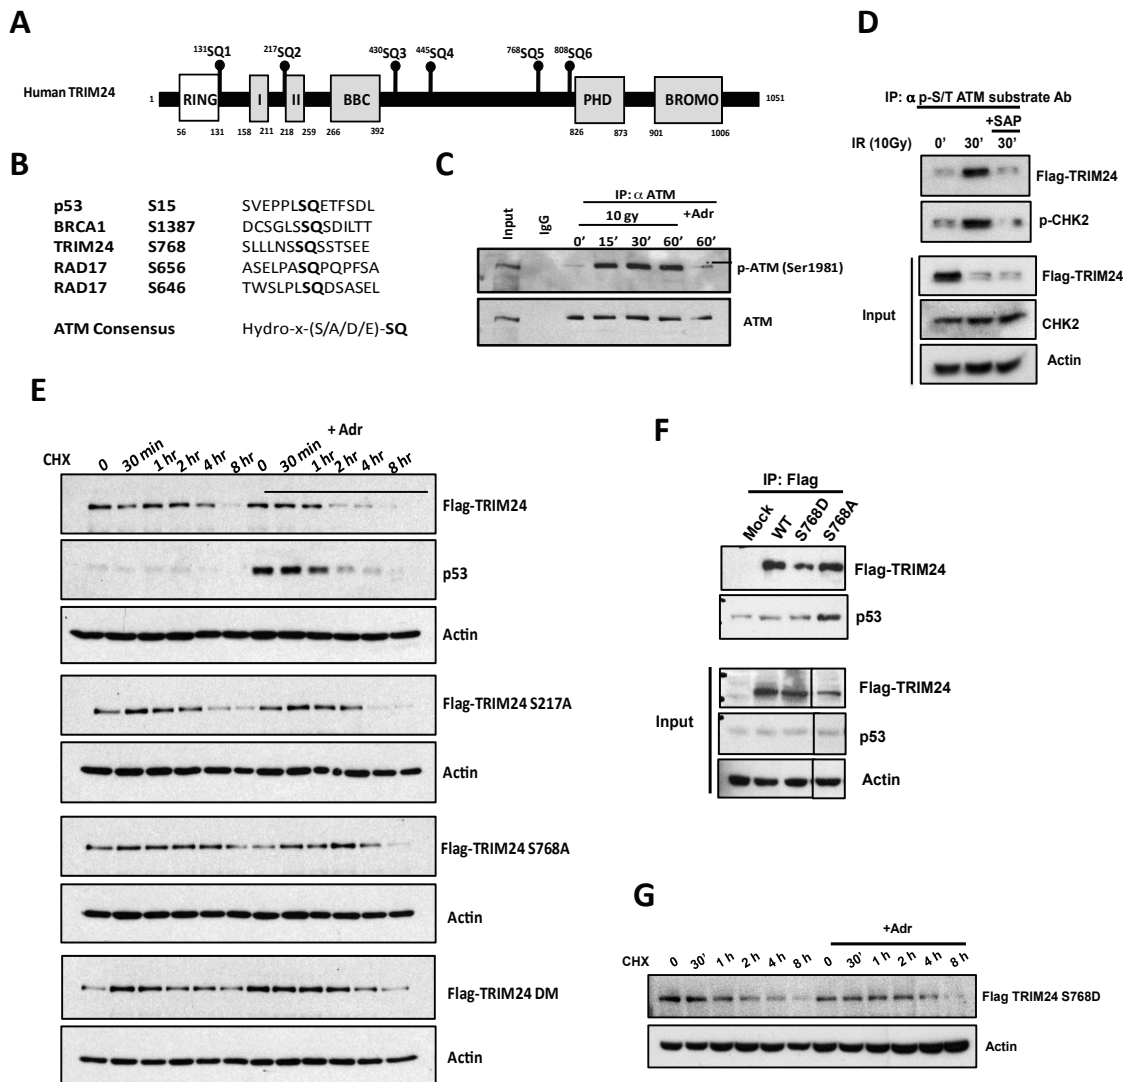 A
131SQ1 217SQ2 430SQ3 445SQ4 768SQ5 808SQ6
Human TRIM24 1 RING I II BBC PHD BROMO 1051
56 131 158 211 218 259 266 392 826 873 901 1006
B
p53 S15 SVEPPLSQETFSDL
BRCA1 S1387 DCSGLSSSQSDILTT
TRIM24 S768 SLLLNSSQSSTSEE
RAD17 S656 ASELPASQPQPFSA
RAD17 S646 TWSLPLSQDSASEL
ATM Consensus Hydro-x-(S/A/D/E)-SQ
C
IP: α ATM
Input IgG 10 gy +Adr
0’ 15’ 30’ 60’ 60’
p-ATM (Ser1981)
ATM
D
IP: α p-S/T ATM substrate Ab
+SAP
IR (10Gy) 0’ 30’ 30’
Flag-TRIM24
p-CHK2
Flag-TRIM24
Input CHK2
Actin
E
+ Adr
CHX 0 30 min 1 hr 2 hr 4 hr 8 hr 0 30 min 1 hr 2 hr 4 hr 8 hr
Flag-TRIM24
p53
Actin
Flag-TRIM24 S217A
Actin
Flag-TRIM24 S768A
Actin
Flag-TRIM24 DM
Actin
F
IP: Flag
Mock WT S768D S768A
Flag-TRIM24
p53
Flag-TRIM24
Input p53
Actin
G
+Adr
CHX 0 30’ 1 h 2 h 4 h 8 h 0 30’ 1 h 2 h 4 h 8 h
Flag TRIM24 S768D
Actin